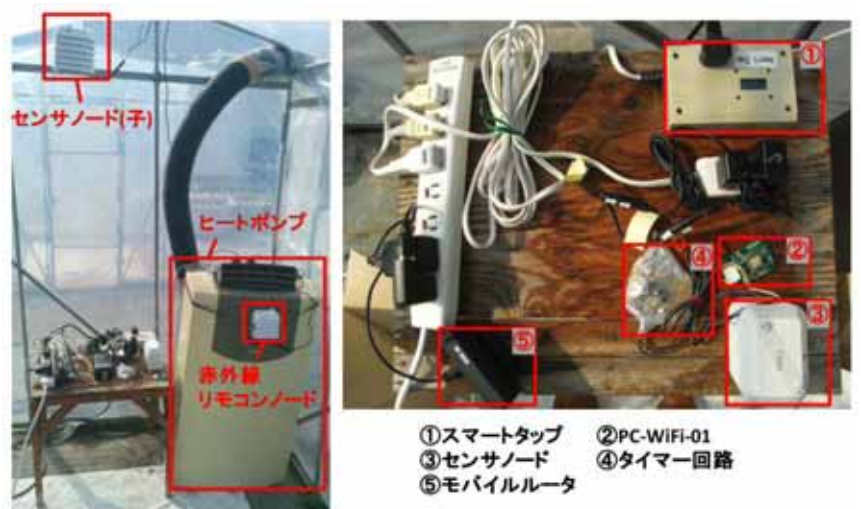 センサノード(子)
ヒートポンプ
赤外線
リモコンノード
①
②
④
③
⑤
①スマートタップ ②PC-WiFi-01
③センサノード ④タイマー回路
⑤モバイルルータ